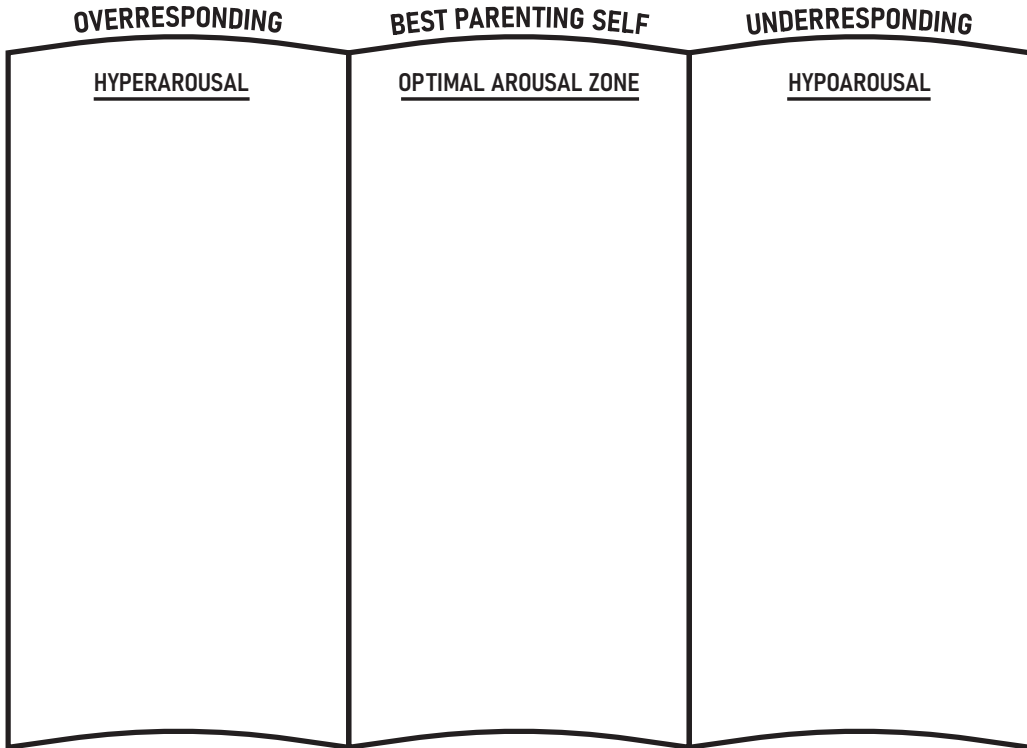 OVERRESPONDING
BEST PARENTING SELF
UNDERRESPONDING
HYPERAROUSAL
OPTIMAL AROUSAL ZONE
HYPOAROUSAL